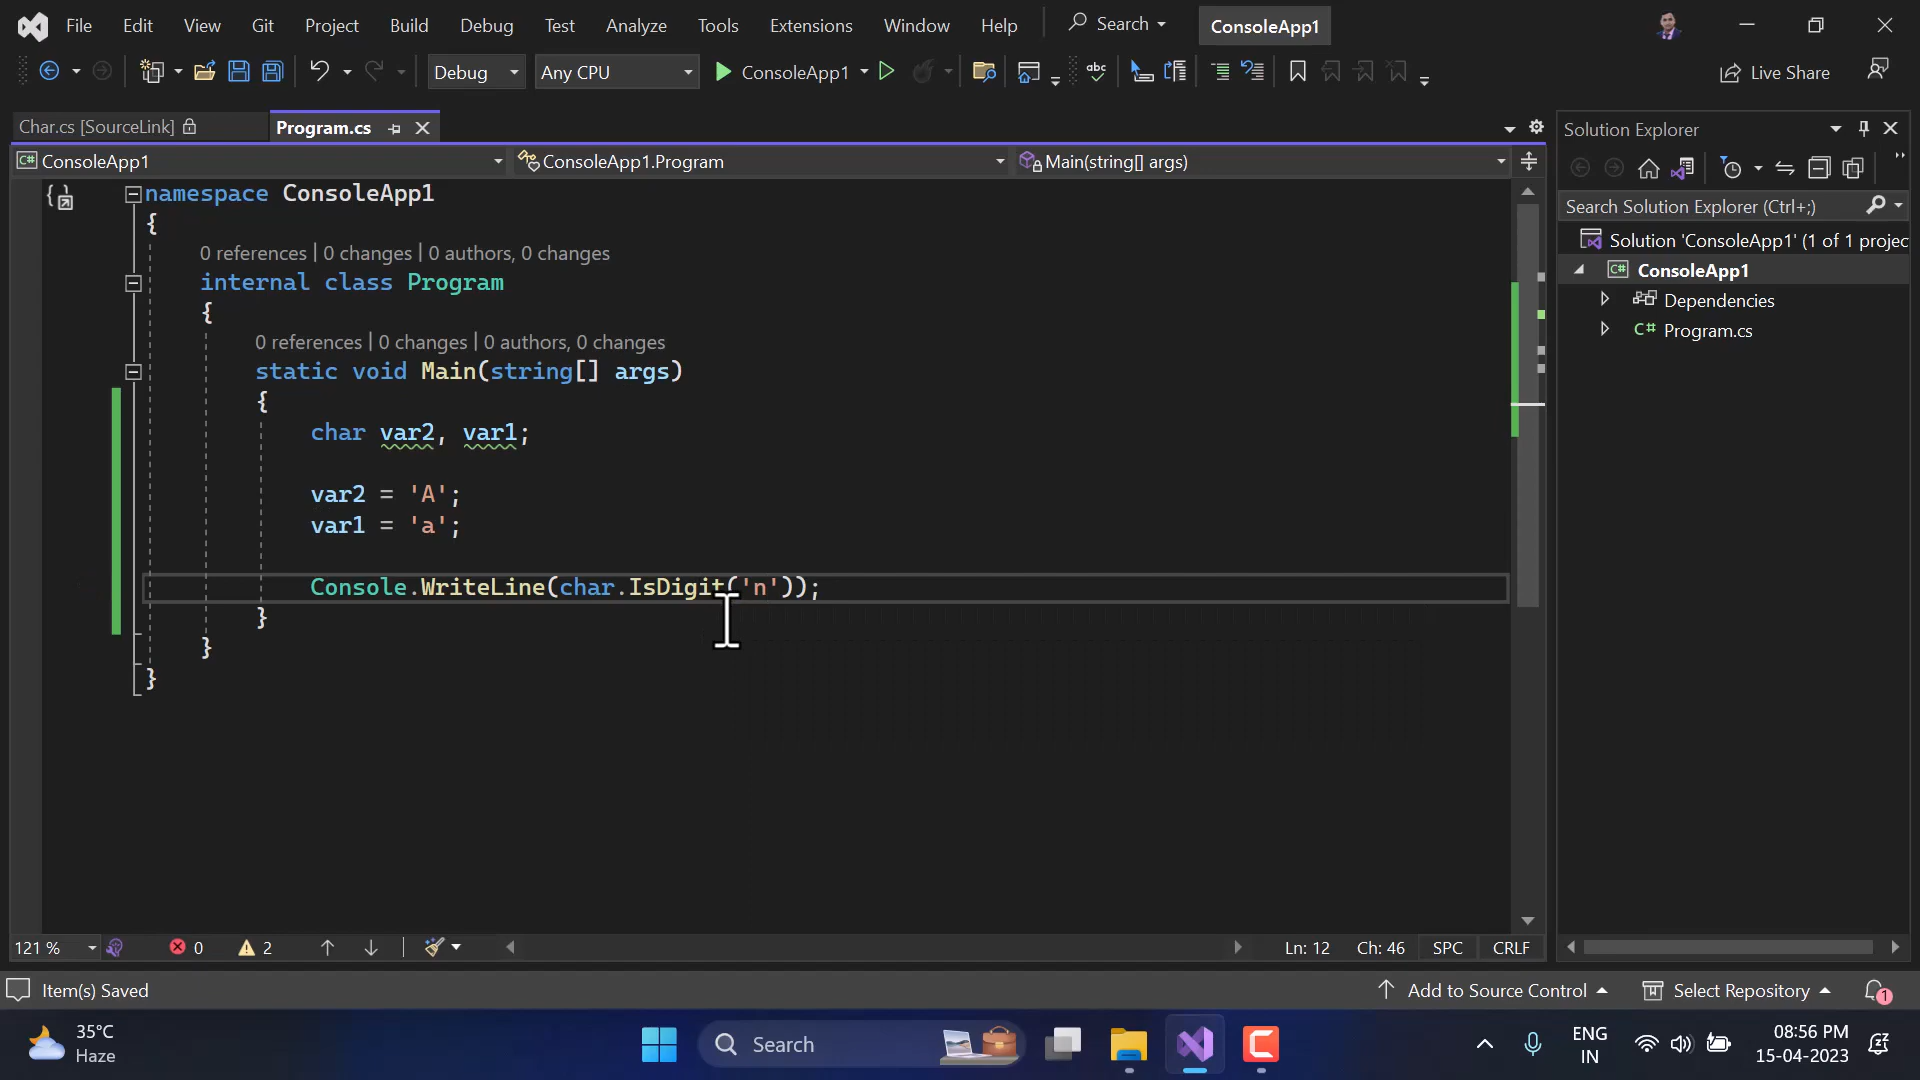 File Edit View Git Project Build Debug Test Analyze Tools Extensions Window Help Search ConsoleApp1
Debug Any CPU ConsoleApp1 Live Share
Char.cs [SourceLink] Program.cs
ConsoleApp1 ConsoleApp1.Program Main(string[] args)
namespace ConsoleApp1
{
0 references | 0 changes | 0 authors, 0 changes
internal class Program
{
0 references | 0 changes | 0 authors, 0 changes
static void Main(string[] args)
{
char var2, var1;
var2 = 'A';
var1 = 'a';
Console.WriteLine(char.IsDigit('n'));
}
}
}
Solution Explorer
Search Solution Explorer (Ctrl+;)
Solution 'ConsoleApp1' (1 of 1 projec
C# ConsoleApp1
Dependencies
C# Program.cs
121 % 0 2 Ln: 12 Ch: 46 SPC CRLF
Item(s) Saved Add to Source Control Select Repository 1
35°C
Haze
Search
ENG
IN
08:56 PM
15-04-2023